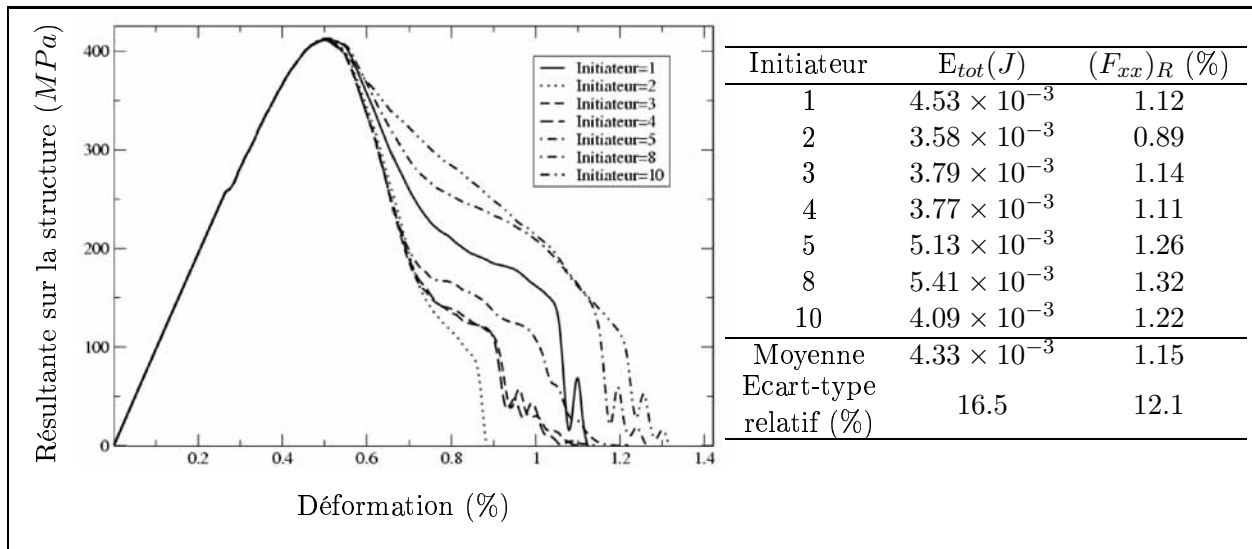 Résultante sur la structure (MPa)
400
300
200
100
0
0.2
0.4
0.6
0.8
1
1.2
1.4
Déformation (%)
Initiateur=1
Initiateur=2
Initiateur=3
Initiateur=4
Initiateur=5
Initiateur=8
Initiateur=10
Initiateur E_{tot}(J) (F_{xx})_R (%)
1 4.53 × 10^{-3} 1.12
2 3.58 × 10^{-3} 0.89
3 3.79 × 10^{-3} 1.14
4 3.77 × 10^{-3} 1.11
5 5.13 × 10^{-3} 1.26
8 5.41 × 10^{-3} 1.32
10 4.09 × 10^{-3} 1.22
Moyenne 4.33 × 10^{-3} 1.15
Ecart-type
relatif (%) 16.5 12.1